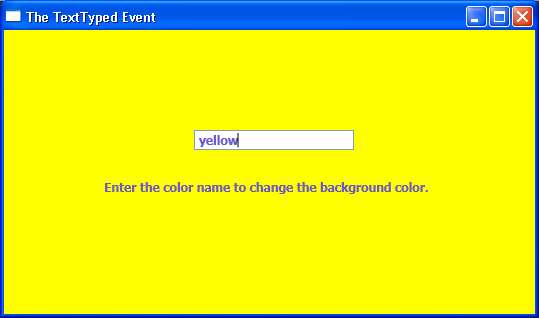 The TextTyped Event
yellow
Enter the color name to change the background color.